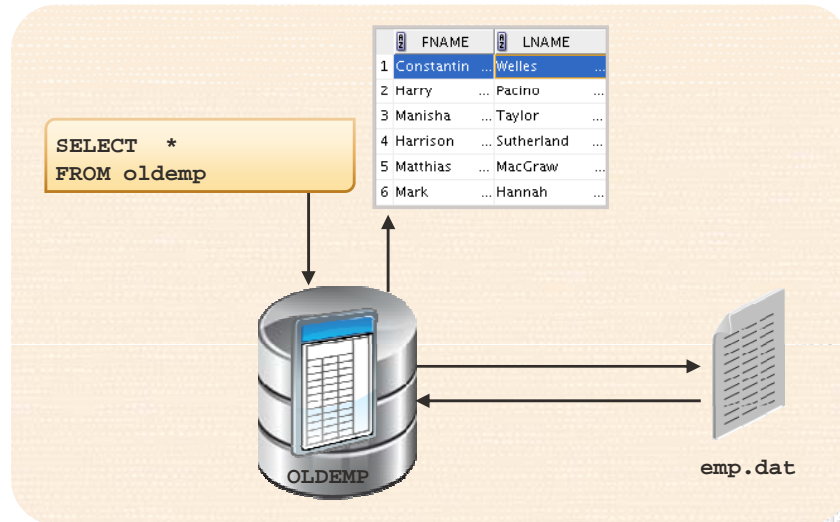 FNAME LNAME
1 Constantin ... Welles ...
2 Harry ... Pacino ...
3 Manisha ... Taylor ...
4 Harrison ... Sutherland ...
5 Matthias ... MacGraw ...
6 Mark ... Hannah ...
SELECT *
FROM oldemp
OLDEMP
emp.dat